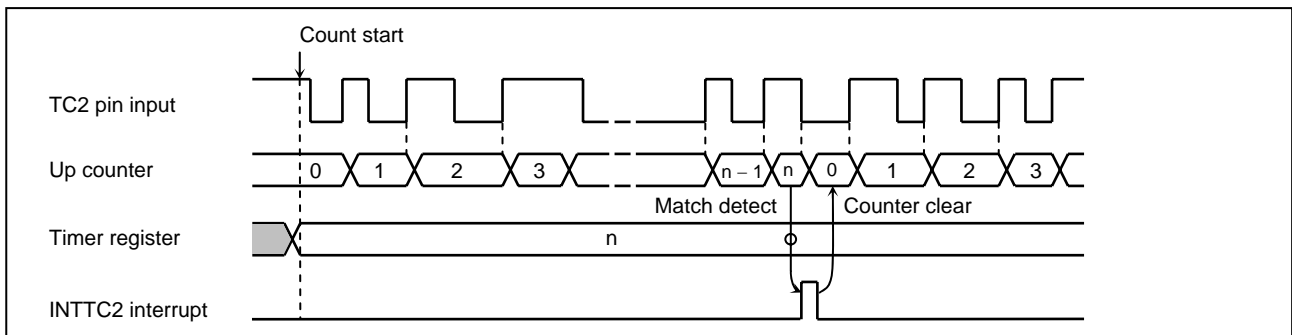 Count start
TC2 pin input
Up counter 0 1 2 3 n − 1 n 0 1 2 3
Match detect Counter clear
Timer register n
INTTC2 interrupt